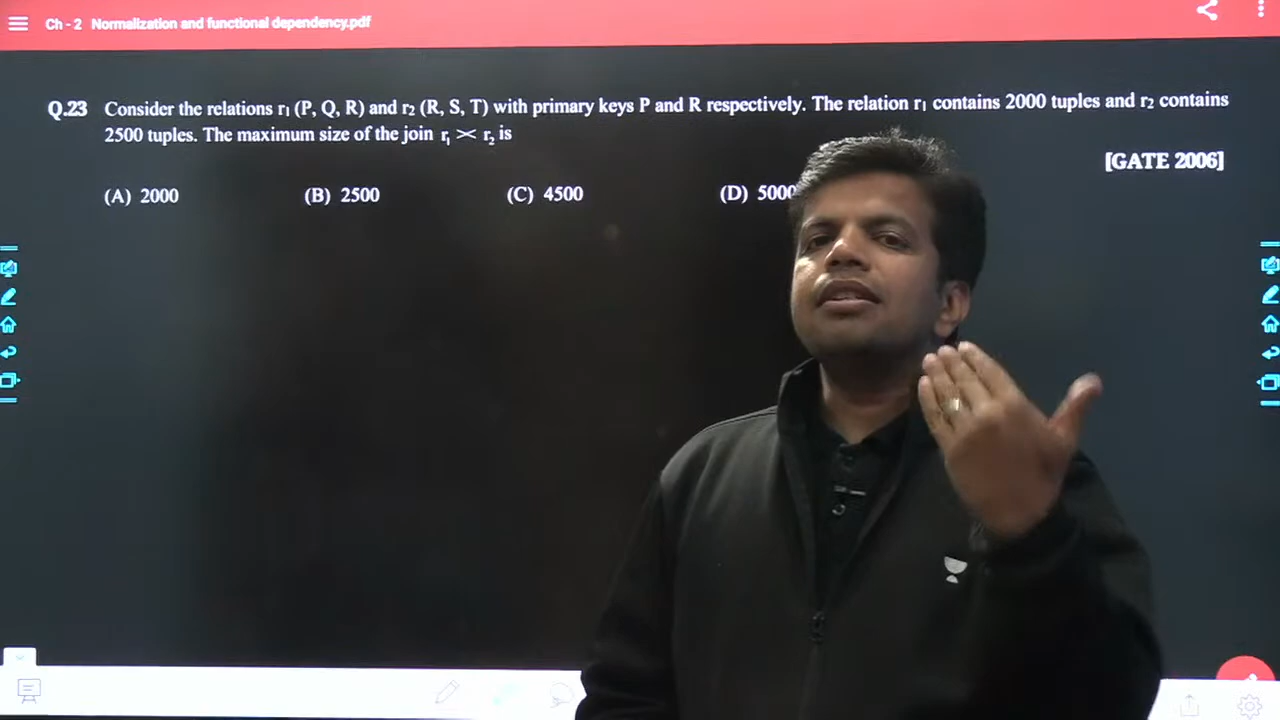 Ch - 2 Normalization and functional dependency.pdf
Q.23 Consider the relations r₁ (P, Q, R) and r₂ (R, S, T) with primary keys P and R respectively. The relation r₁ contains 2000 tuples and r₂ contains
2500 tuples. The maximum size of the join r₁ ⋈ r₂ is
[GATE 2006]
(A) 2000 (B) 2500 (C) 4500 (D) 5000